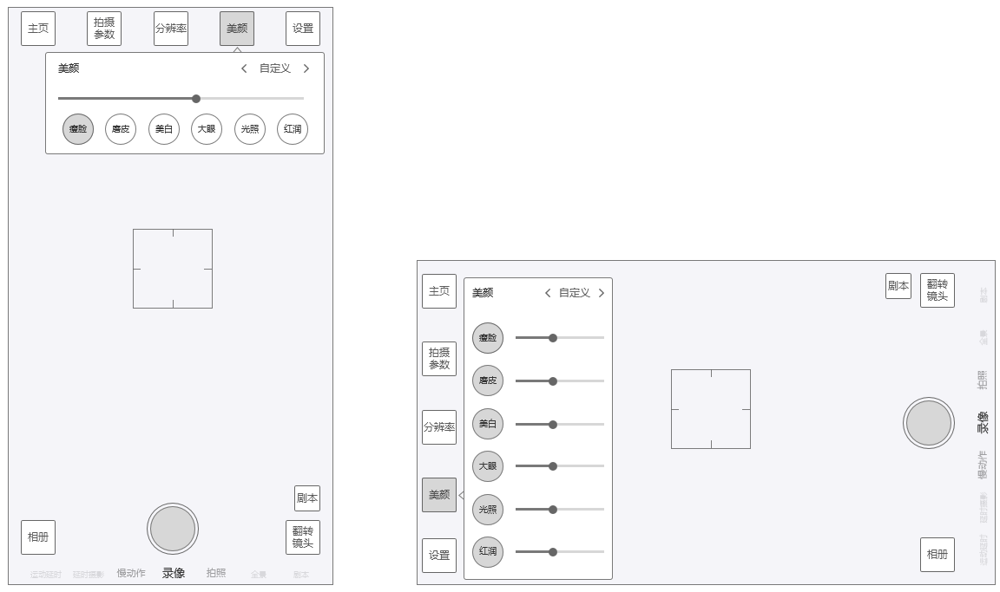 主页
拍摄
参数
分辨率
美颜
设置
美颜
自定义
瘦脸
磨皮
美白
大眼
光照
红润
剧本
相册
翻转
镜头
运动延时
延时摄影
慢动作
录像
拍照
全景
剧本
主页
拍摄
参数
分辨率
美颜
设置
美颜
自定义
瘦脸
磨皮
美白
大眼
光照
红润
剧本
翻转
镜头
剧本
全景
拍照
录像
慢动作
延时摄影
运动延时
相册